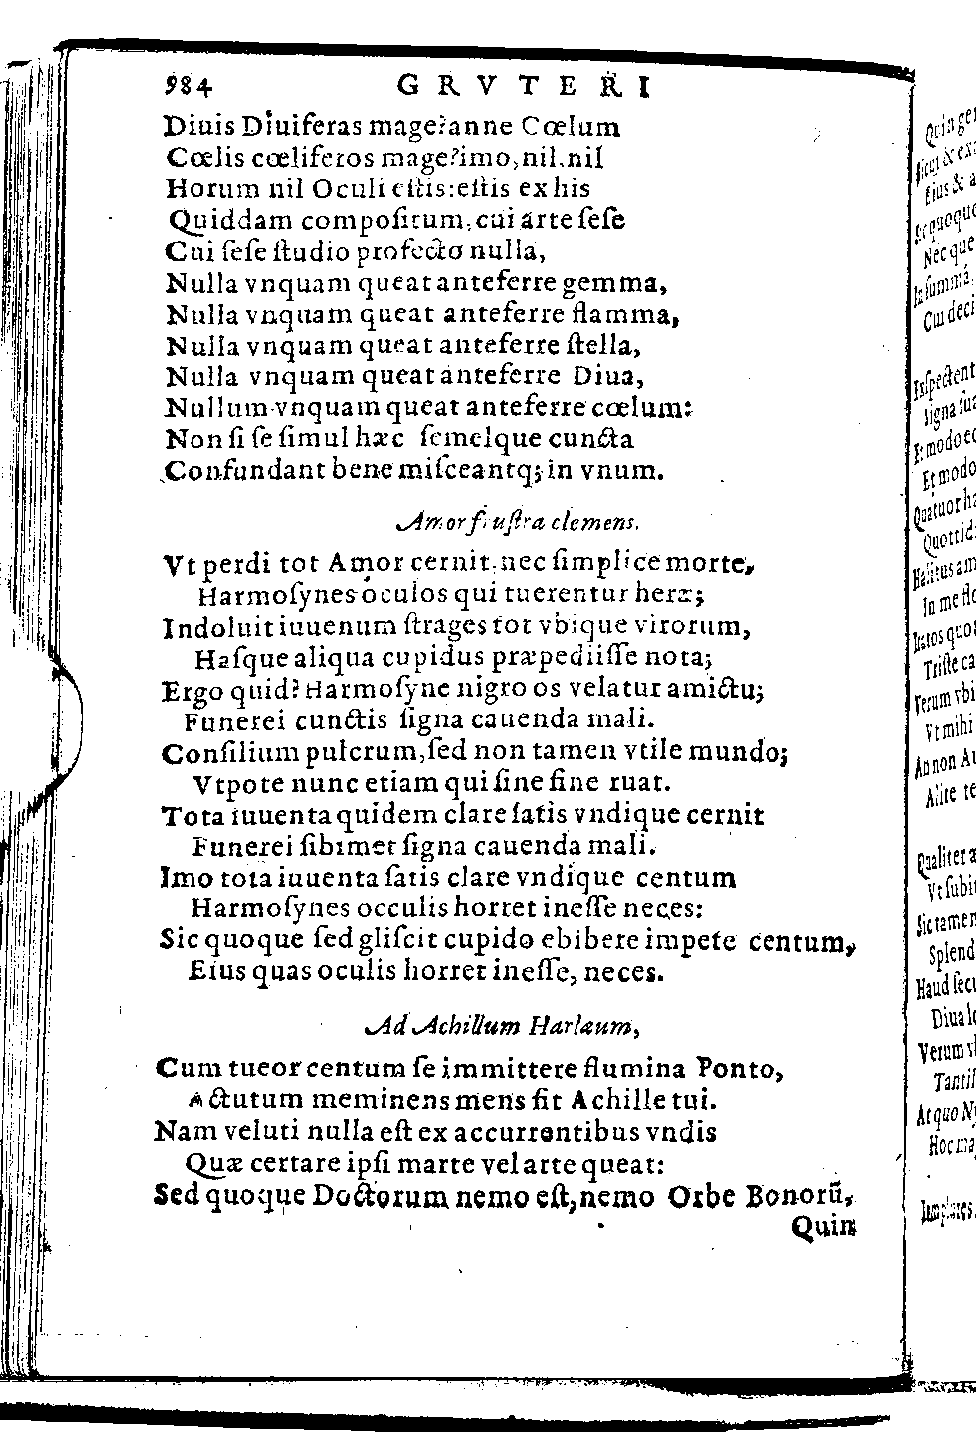 984 GRVTERI
Diuis Diuiferas mage?anne Cœlum
Cœlis cœliferos mage?imo,nil,nil
Horum nil Oculi eſtis:eſtis ex his
Quiddam compoſitum, cui arte ſeſe
Cui ſeſe ſtudio profecto nulla,
Nulla vnquam queat anteferre gemma,
Nulla vnquam queat anteferre flamma,
Nulla vnquam queat anteferre ſtella,
Nulla vnquam queat anteferre Diua,
Nullum vnquam queat anteferre cœlum:
Non ſi ſe ſimul hæc ſemelque cuncta
Confundant bene miſceantq; in vnum.
Amor fruſtra clemens.
Vt perdi tot Amor cernit, nec ſimplice morte,
Harmoſynes oculos qui tuerentur heræ;
Indoluit iuuenum ſtrages tot vbique virorum,
Haſque aliqua cupidus præpediiſſe nota;
Ergo quid? Harmoſyne nigro os velatur amictu;
Funerei cunctis ſigna cauenda mali.
Conſilium pulcrum, ſed non tamen vtile mundo;
Vtpote nunc etiam qui ſine fine ruat.
Tota iuuenta quidem clare ſatis vndique cernit
Funerei ſibimet ſigna cauenda mali.
Imo tota iuuenta ſatis clare vndique centum
Harmoſynes occulis horret ineſſe neces:
Sic quoque ſed gliſcit cupido ebibere impete centum,
Eius quas oculis horret ineſſe, neces.
Ad Achillum Harlaum,
Cum tueor centum ſe immittere flumina Ponto,
Actutum meminens mens fit Achille tui.
Nam veluti nulla eſt ex accurrentibus vndis
Quæ certare ipſi marte vel arte queat:
Sed quoque Doctorum nemo eſt, nemo Orbe Bonorū,
Quin